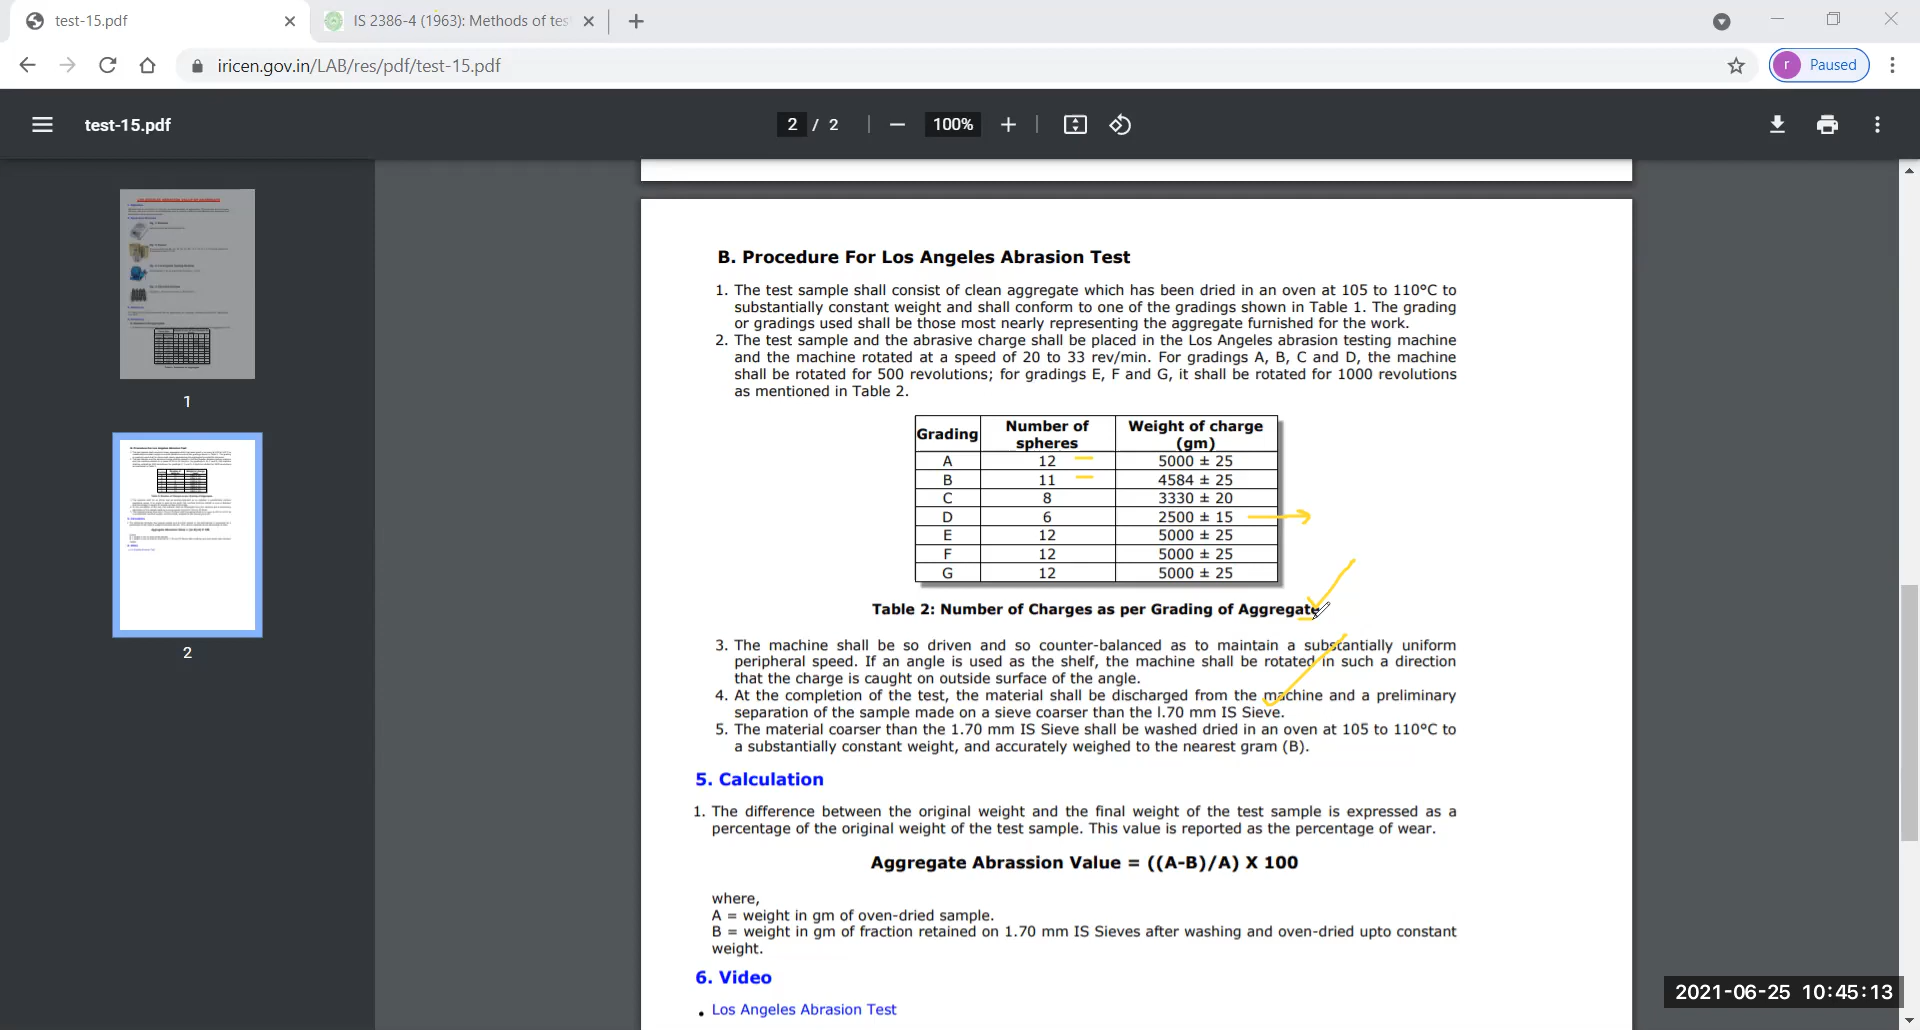 test-15.pdf
IS 2386-4 (1963): Methods of tes
iricen.gov.in/LAB/res/pdf/test-15.pdf
r Paused
test-15.pdf
2 / 2
100%
1
2
B. Procedure For Los Angeles Abrasion Test
1. The test sample shall consist of clean aggregate which has been dried in an oven at 105 to 110°C to
substantially constant weight and shall conform to one of the gradings shown in Table 1. The grading
or gradings used shall be those most nearly representing the aggregate furnished for the work.
2. The test sample and the abrasive charge shall be placed in the Los Angeles abrasion testing machine
and the machine rotated at a speed of 20 to 33 rev/min. For gradings A, B, C and D, the machine
shall be rotated for 500 revolutions; for gradings E, F and G, it shall be rotated for 1000 revolutions
as mentioned in Table 2.
Grading Number of spheres Weight of charge (gm)
A 12 5000 ± 25
B 11 4584 ± 25
C 8 3330 ± 20
D 6 2500 ± 15
E 12 5000 ± 25
F 12 5000 ± 25
G 12 5000 ± 25
Table 2: Number of Charges as per Grading of Aggregate
3. The machine shall be so driven and so counter-balanced as to maintain a substantially uniform
peripheral speed. If an angle is used as the shelf, the machine shall be rotated in such a direction
that the charge is caught on outside surface of the angle.
4. At the completion of the test, the material shall be discharged from the machine and a preliminary
separation of the sample made on a sieve coarser than the l.70 mm IS Sieve.
5. The material coarser than the 1.70 mm IS Sieve shall be washed dried in an oven at 105 to 110°C to
a substantially constant weight, and accurately weighed to the nearest gram (B).
5. Calculation
1. The difference between the original weight and the final weight of the test sample is expressed as a
percentage of the original weight of the test sample. This value is reported as the percentage of wear.
Aggregate Abrassion Value = ((A-B)/A) X 100
where,
A = weight in gm of oven-dried sample.
B = weight in gm of fraction retained on 1.70 mm IS Sieves after washing and oven-dried upto constant
weight.
6. Video
• Los Angeles Abrasion Test
2021-06-25 10:45:13